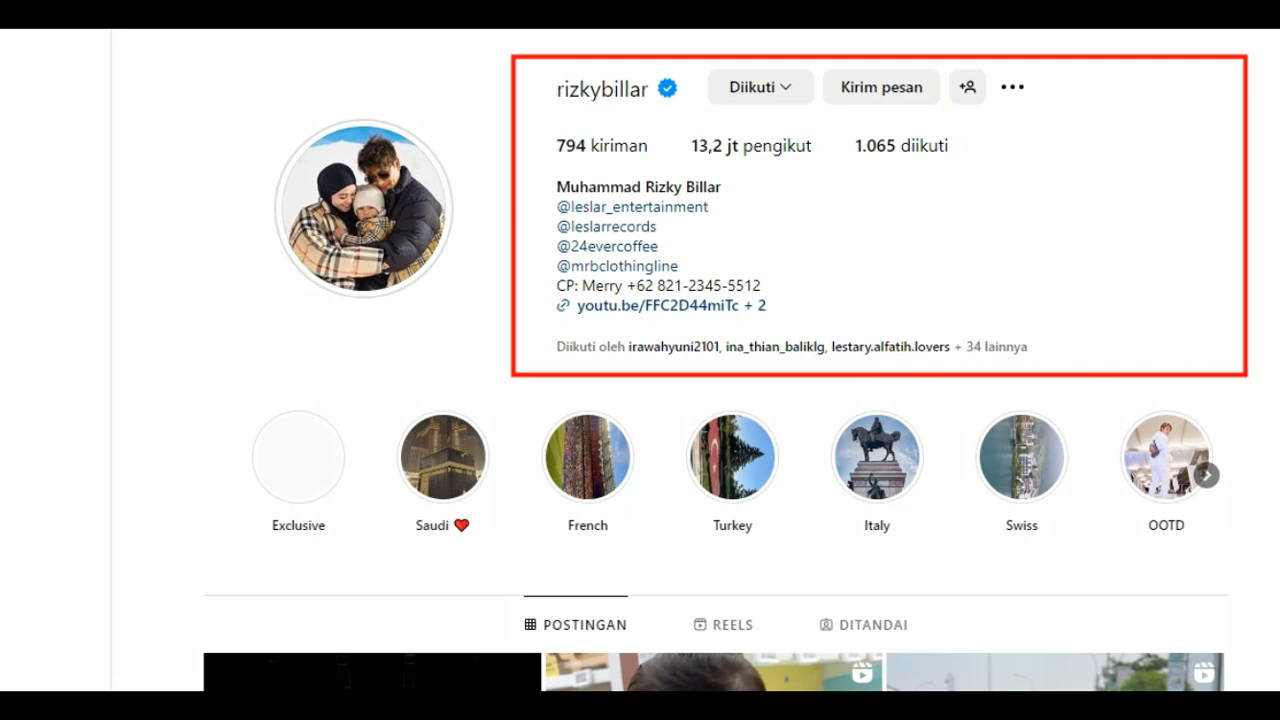 rizkybillar
Diikuti
Kirim pesan
794 kiriman
13,2 jt pengikut
1.065 diikuti
Muhammad Rizky Billar
@leslar_entertainment
@leslarrecords
@24evercoffee
@mrbclothingline
CP: Merry +62 821-2345-5512
youtu.be/FFC2D44miTc + 2
Diikuti oleh irawahyuni2101, ina_thian_baliklg, lestary.alfatih.lovers + 34 lainnya
Exclusive
Saudi ❤️
French
Turkey
Italy
Swiss
OOTD
POSTINGAN
REELS
DITANDAI